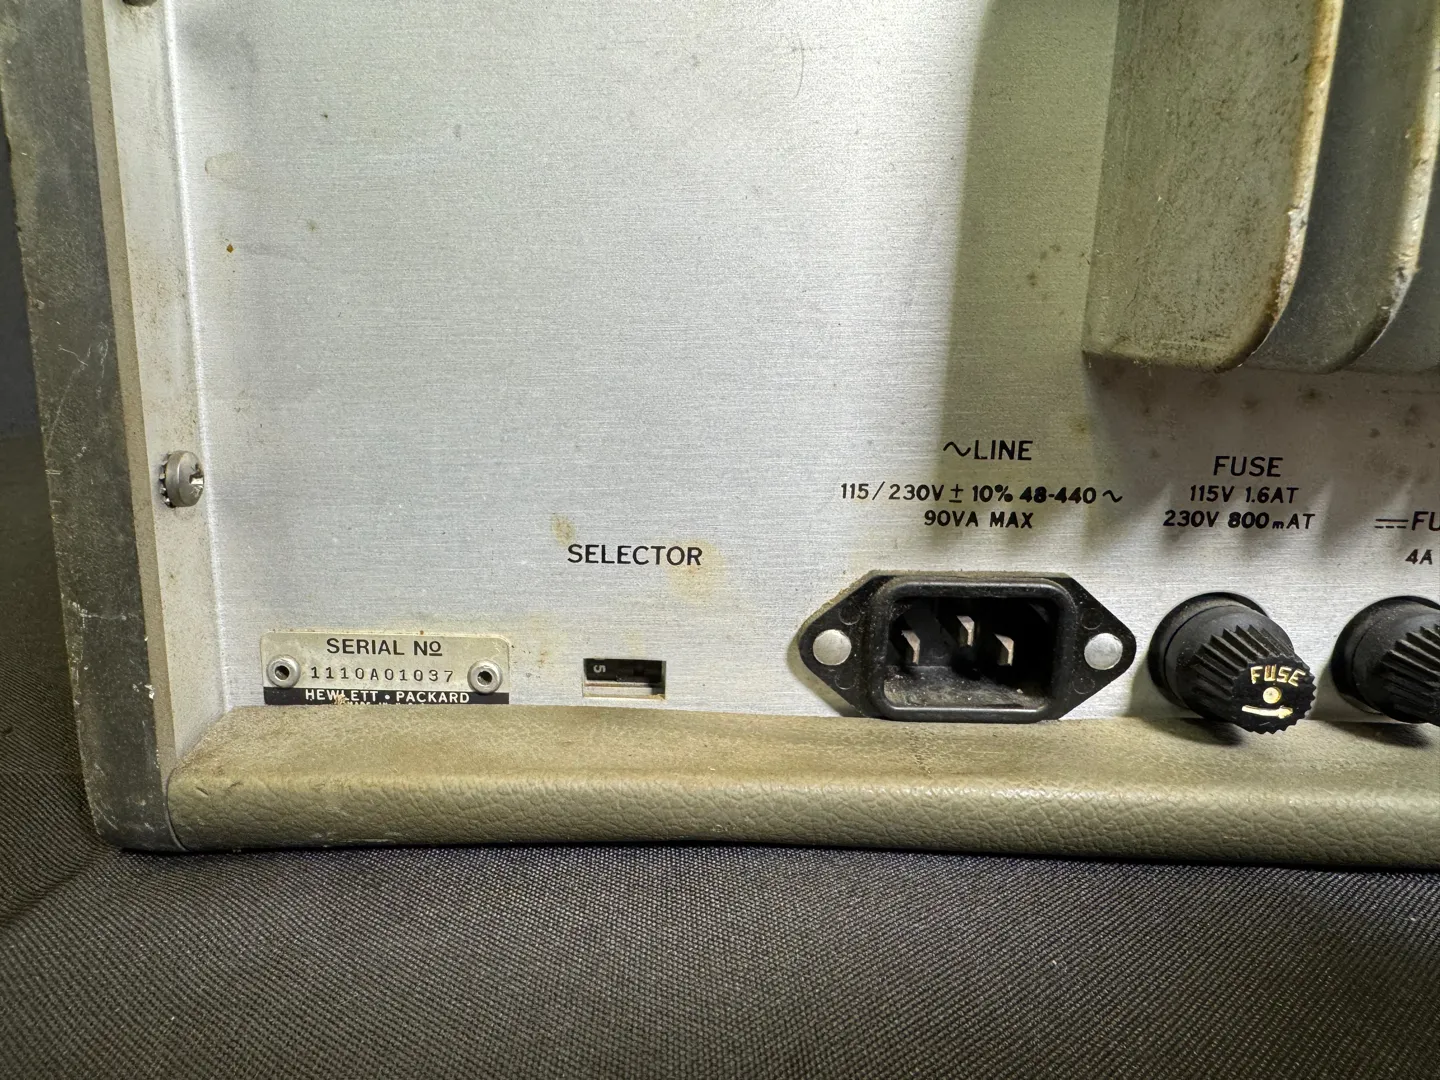 ~LINE
115/230V ± 10% 48-440~
90VA MAX
FUSE
115V 1.6AT
230V 800mAT
4A
SELECTOR
SERIAL Nº
1110A01037
HEWLETT • PACKARD
5
FUSE